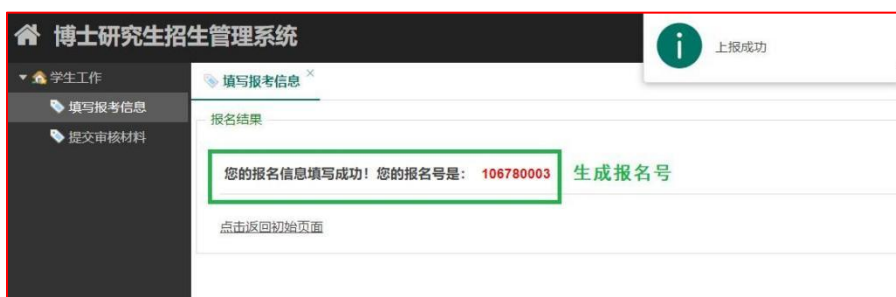 博士研究生招生管理系统
上报成功
学生工作
填写报考信息
提交审核材料
填写报考信息 ×
报名结果
您的报名信息填写成功！您的报名号是： 106780003
生成报名号
点击返回初始页面